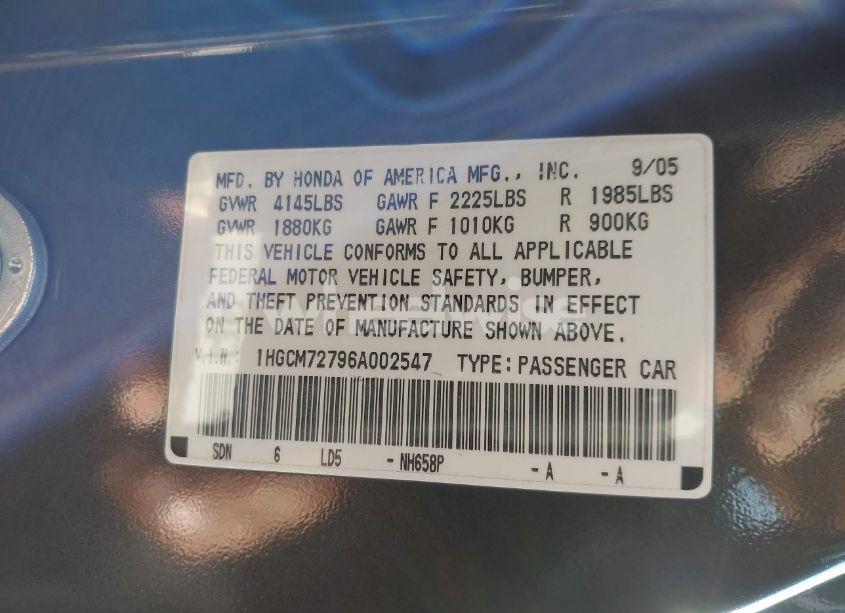 MFD. BY HONDA OF AMERICA MFG., INC. 9/05
GVWR 4145LBS GAWR F 2225LBS R 1985LBS
GVWR 1880KG GAWR F 1010KG R 900KG
THIS VEHICLE CONFORMS TO ALL APPLICABLE
FEDERAL MOTOR VEHICLE SAFETY, BUMPER,
AND THEFT PREVENTION STANDARDS IN EFFECT
ON THE DATE OF MANUFACTURE SHOWN ABOVE.
V.I.N.: 1HGCM72796A002547 TYPE: PASSENGER CAR
SDN 6 LD5 - NH658P - A - A